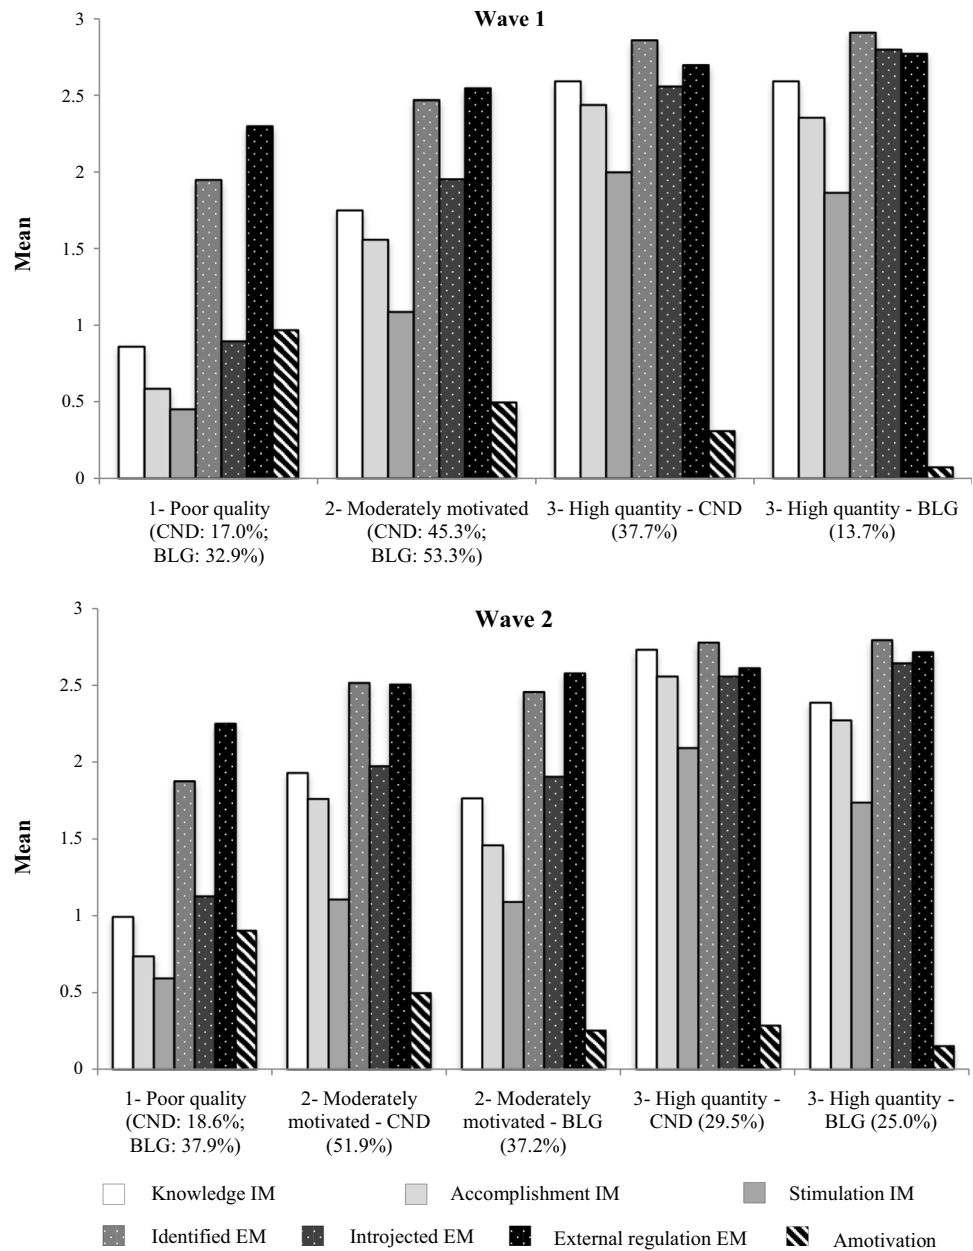 Wave 1
3
2.5
2
1.5
1
0.5
0
Mean
1- Poor quality
(CND: 17.0%;
BLG: 32.9%)
2- Moderately motivated
(CND: 45.3%;
BLG: 53.3%)
3- High quantity - CND
(37.7%)
3- High quantity - BLG
(13.7%)
Wave 2
3
2.5
2
1.5
1
0.5
0
Mean
1- Poor quality
(CND: 18.6%;
BLG: 37.9%)
2- Moderately
motivated - CND
(51.9%)
2- Moderately
motivated - BLG
(37.2%)
3- High quantity -
CND (29.5%)
3- High quantity -
BLG (25.0%)
Knowledge IM
Accomplishment IM
Stimulation IM
Identified EM
Introjected EM
External regulation EM
Amotivation